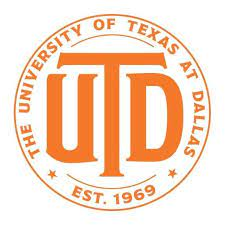 THE UNIVERSITY OF TEXAS AT DALLAS
UTD
EST. 1969